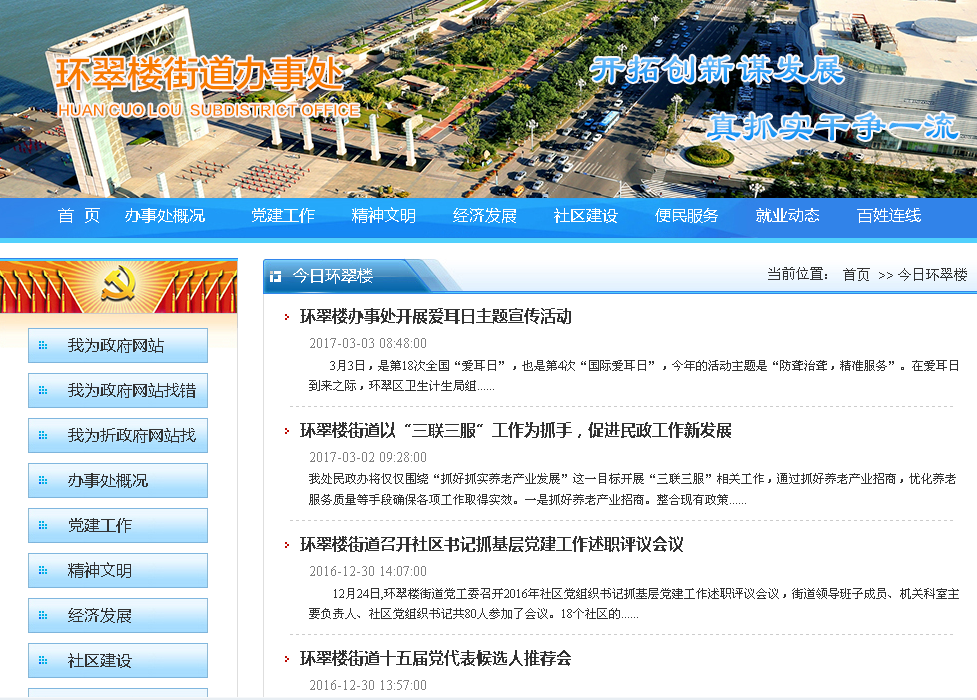 环翠楼街道办事处
HUAN CUO LOU SUBDISTRICT OFFICE
开拓创新谋发展
真抓实干争一流
首 页 办事处概况 党建工作 精神文明 经济发展 社区建设 便民服务 就业动态 百姓连线
今日环翠楼
当前位置： 首页 >> 今日环翠楼
我为政府网站
我为政府网站找错
我为折政府网站找
办事处概况
党建工作
精神文明
经济发展
社区建设
环翠楼办事处开展爱耳日主题宣传活动
2017-03-03 08:48:00
3月3日，是第18次全国“爱耳日”，也是第4次“国际爱耳日”，今年的活动主题是“防聋治聋，精准服务”。在爱耳日
到来之际，环翠区卫生计生局组......
环翠楼街道以“三联三服”工作为抓手，促进民政工作新发展
2017-03-02 09:28:00
我处民政办将仅仅围绕“抓好抓实养老产业发展”这一目标开展“三联三服”相关工作，通过抓好养老产业招商，优化养老
服务质量等手段确保各项工作取得实效。一是抓好养老产业招商。整合现有政策......
环翠楼街道召开社区书记抓基层党建工作述职评议会议
2016-12-30 14:07:00
12月24日,环翠楼街道党工委召开2016年社区党组织书记抓基层党建工作述职评议会议，街道领导班子成员、机关科室主
要负责人、社区党组织书记共80人参加了会议。18个社区的......
环翠楼街道十五届党代表候选人推荐会
2016-12-30 13:57:00